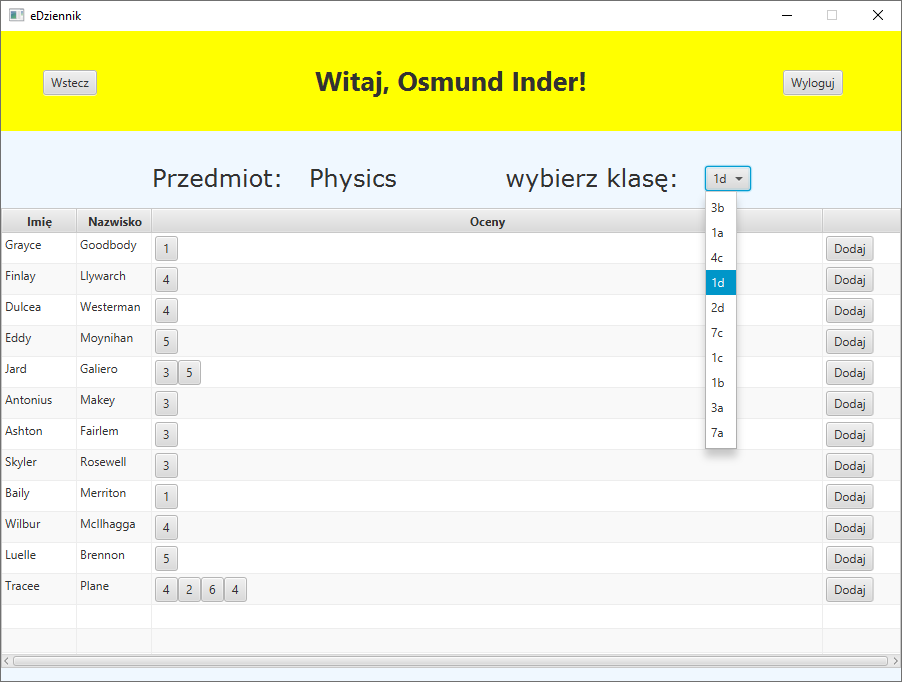 eDziennik
Wstecz Witaj, Osmund Inder! Wyloguj
Przedmiot: Physics wybierz klasę: 1d
Imię Nazwisko Oceny
Grayce Goodbody 1 Dodaj
Finlay Llywarch 4 Dodaj
Dulcea Westerman 4 Dodaj
Eddy Moynihan 5 Dodaj
Jard Galiero 3 5 Dodaj
Antonius Makey 3 Dodaj
Ashton Fairlem 3 Dodaj
Skyler Rosewell 3 Dodaj
Baily Merriton 1 Dodaj
Wilbur McIlhagga 4 Dodaj
Luelle Brennon 5 Dodaj
Tracee Plane 4 2 6 4 Dodaj
3b
1a
4c
1d
2d
7c
1c
1b
3a
7a